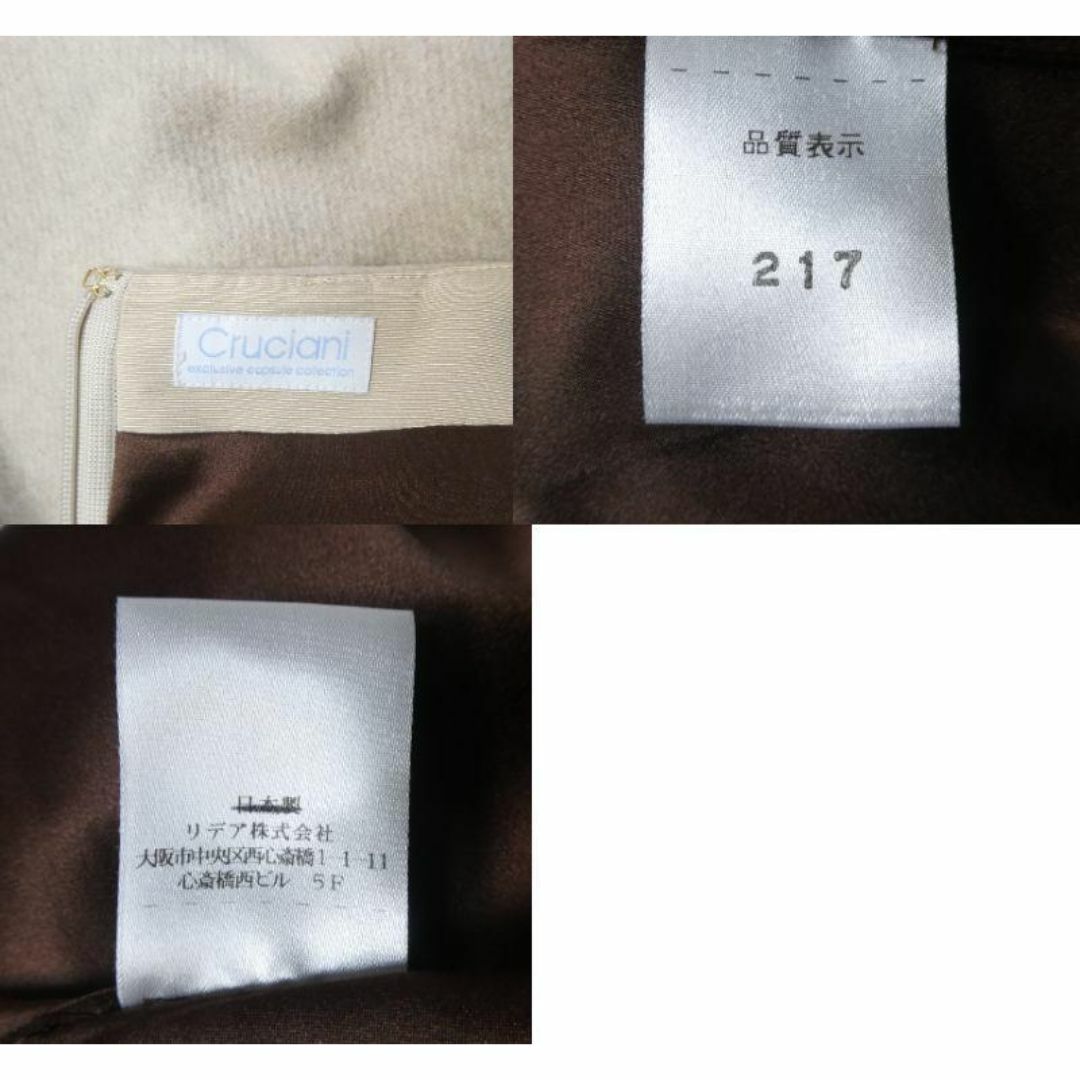 Cruciani
exclusive capsule collection
品質表示
217
日本製
リデア株式会社
大阪市中央区西心斎橋1-1-11
心斎橋西ビル 5F